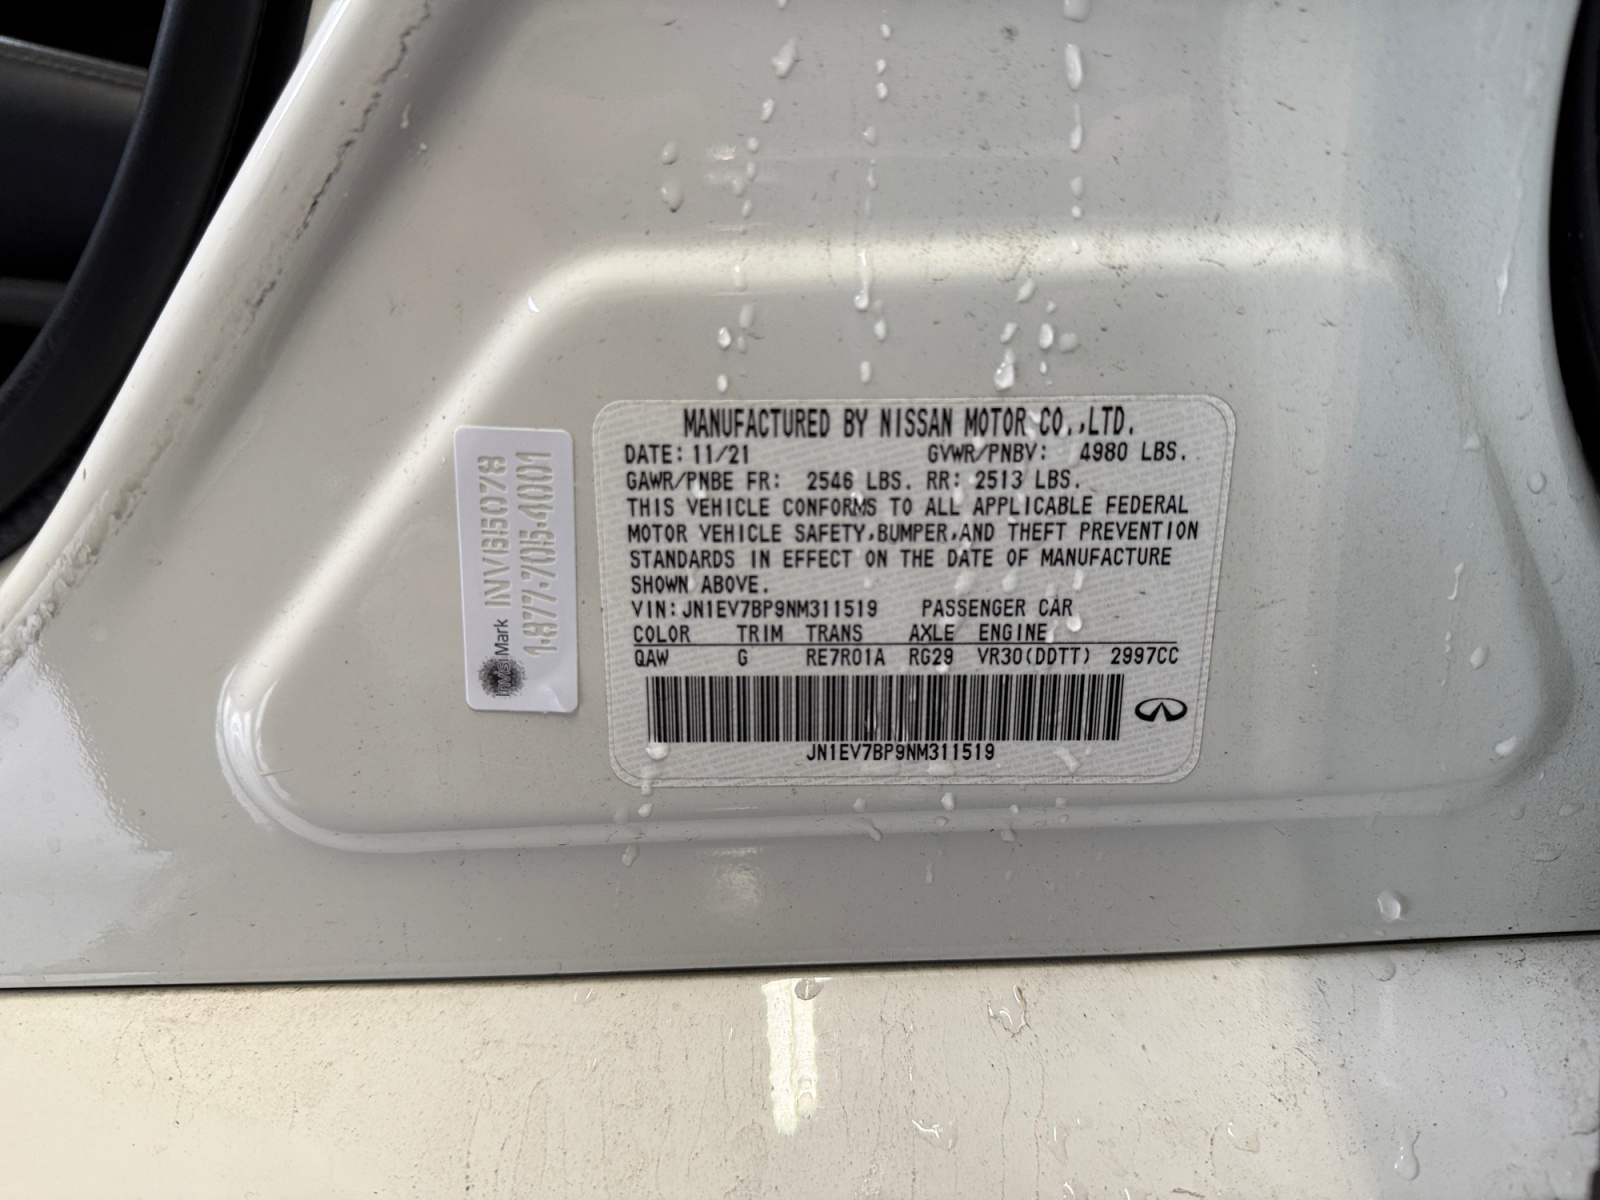 MANUFACTURED BY NISSAN MOTOR CO.,LTD.
DATE: 11/21 GVWR/PNBV: 4980 LBS.
GAWR/PNBE FR: 2546 LBS. RR: 2513 LBS.
THIS VEHICLE CONFORMS TO ALL APPLICABLE FEDERAL
MOTOR VEHICLE SAFETY,BUMPER,AND THEFT PREVENTION
STANDARDS IN EFFECT ON THE DATE OF MANUFACTURE
SHOWN ABOVE.
VIN:JN1EV7BP9NM311519 PASSENGER CAR
COLOR TRIM TRANS AXLE ENGINE
QAW G RE7R01A RG29 VR30(DDTT) 2997CC
JN1EV7BP9NM311519
Mark
1·877·705·4001